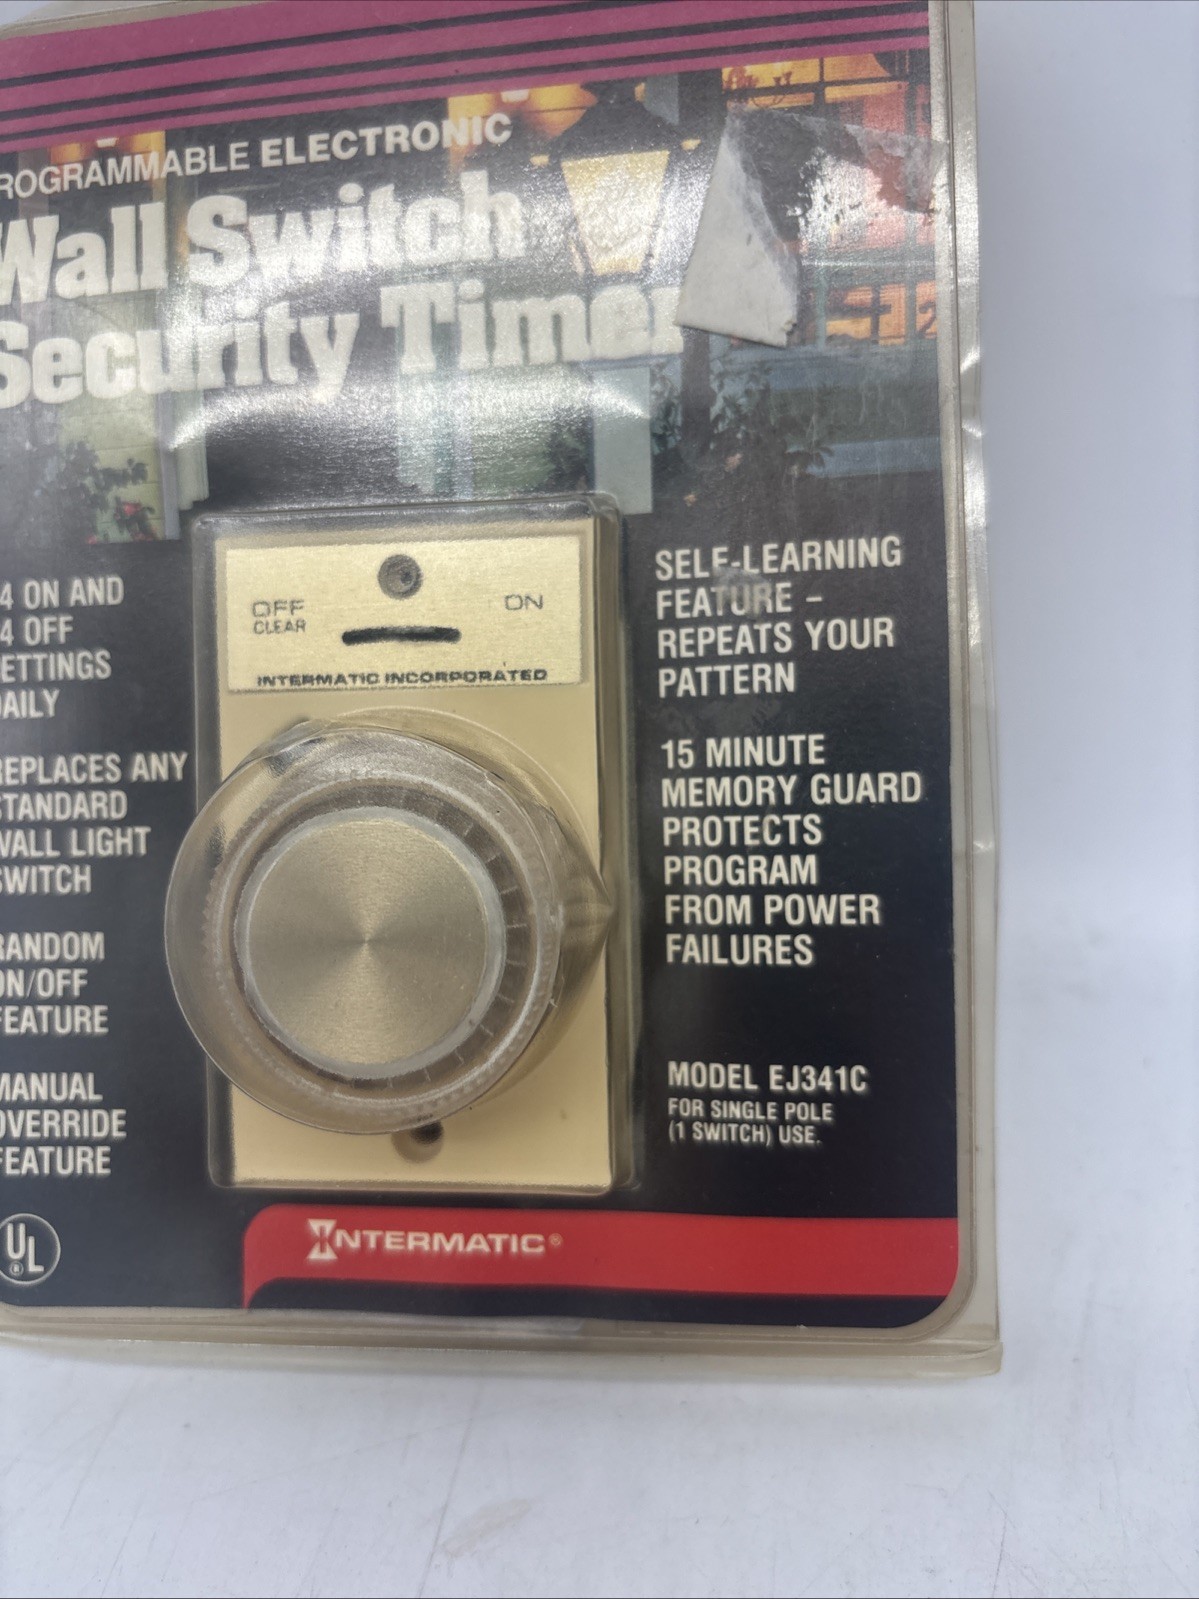 ROGRAMMABLE ELECTRONIC
Wall Switch
Security Timer
4 ON AND
4 OFF
ETTINGS
AILY
REPLACES ANY
STANDARD
WALL LIGHT
SWITCH
RANDOM
ON/OFF
FEATURE
MANUAL
OVERRIDE
FEATURE
UL
®
OFF
CLEAR
ON
INTERMATIC INCORPORATED
SELF-LEARNING
FEATURE –
REPEATS YOUR
PATTERN
15 MINUTE
MEMORY GUARD
PROTECTS
PROGRAM
FROM POWER
FAILURES
MODEL EJ341C
FOR SINGLE POLE
(1 SWITCH) USE.
INTERMATIC®